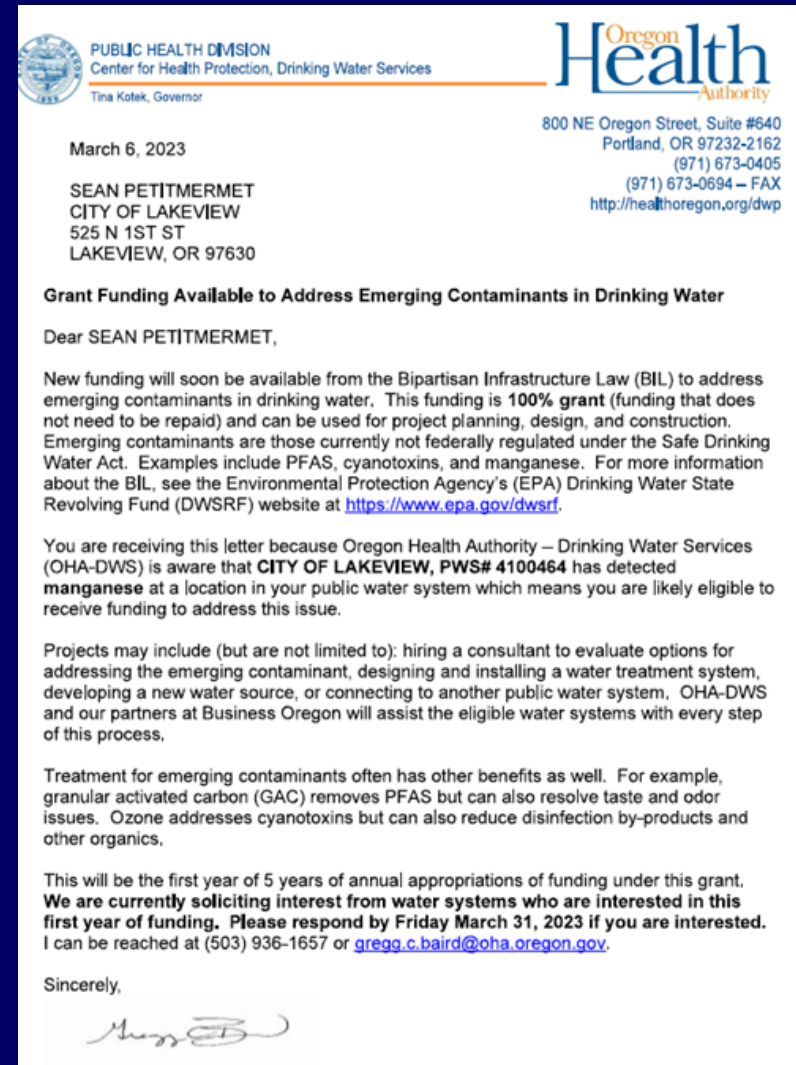 PUBLIC HEALTH DIVISION
Center for Health Protection, Drinking Water Services
Tina Kotek, Governor
Oregon
Health
Authority
800 NE Oregon Street, Suite #640
Portland, OR 97232-2162
(971) 673-0405
(971) 673-0694 – FAX
http://healthoregon.org/dwp
March 6, 2023
SEAN PETITMERMET
CITY OF LAKEVIEW
525 N 1ST ST
LAKEVIEW, OR 97630
Grant Funding Available to Address Emerging Contaminants in Drinking Water
Dear SEAN PETITMERMET,
New funding will soon be available from the Bipartisan Infrastructure Law (BIL) to address
emerging contaminants in drinking water. This funding is 100% grant (funding that does
not need to be repaid) and can be used for project planning, design, and construction.
Emerging contaminants are those currently not federally regulated under the Safe Drinking
Water Act. Examples include PFAS, cyanotoxins, and manganese. For more information
about the BIL, see the Environmental Protection Agency's (EPA) Drinking Water State
Revolving Fund (DWSRF) website at https://www.epa.gov/dwsrf.
You are receiving this letter because Oregon Health Authority – Drinking Water Services
(OHA-DWS) is aware that CITY OF LAKEVIEW, PWS# 4100464 has detected
manganese at a location in your public water system which means you are likely eligible to
receive funding to address this issue.
Projects may include (but are not limited to): hiring a consultant to evaluate options for
addressing the emerging contaminant, designing and installing a water treatment system,
developing a new water source, or connecting to another public water system. OHA-DWS
and our partners at Business Oregon will assist the eligible water systems with every step
of this process.
Treatment for emerging contaminants often has other benefits as well. For example,
granular activated carbon (GAC) removes PFAS but can also resolve taste and odor
issues. Ozone addresses cyanotoxins but can also reduce disinfection by-products and
other organics.
This will be the first year of 5 years of annual appropriations of funding under this grant.
We are currently soliciting interest from water systems who are interested in this
first year of funding. Please respond by Friday March 31, 2023 if you are interested.
I can be reached at (503) 936-1657 or gregg.c.baird@oha.oregon.gov.
Sincerely,